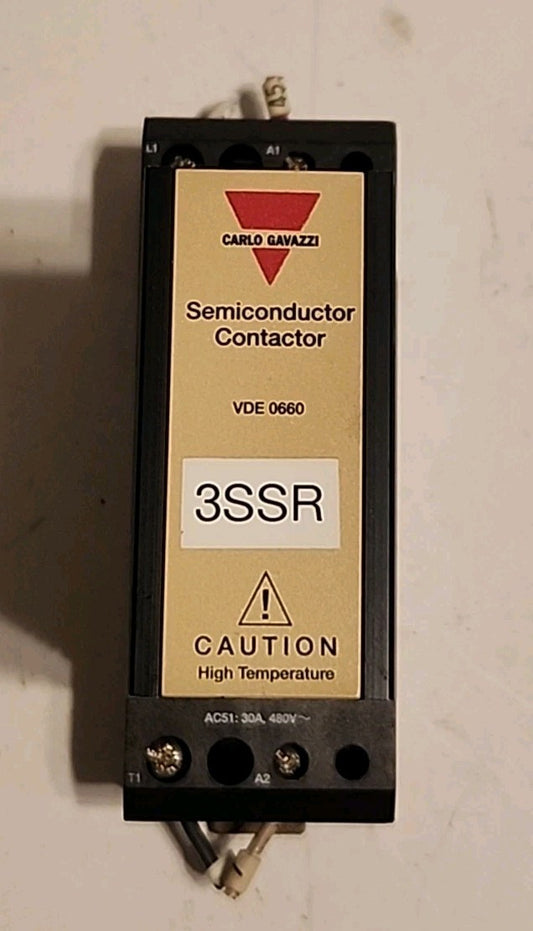 L1 A1
CARLO GAVAZZI
Semiconductor
Contactor
VDE 0660
3SSR
!
CAUTION
High Temperature
AC51: 30A, 480V~
T1 A2